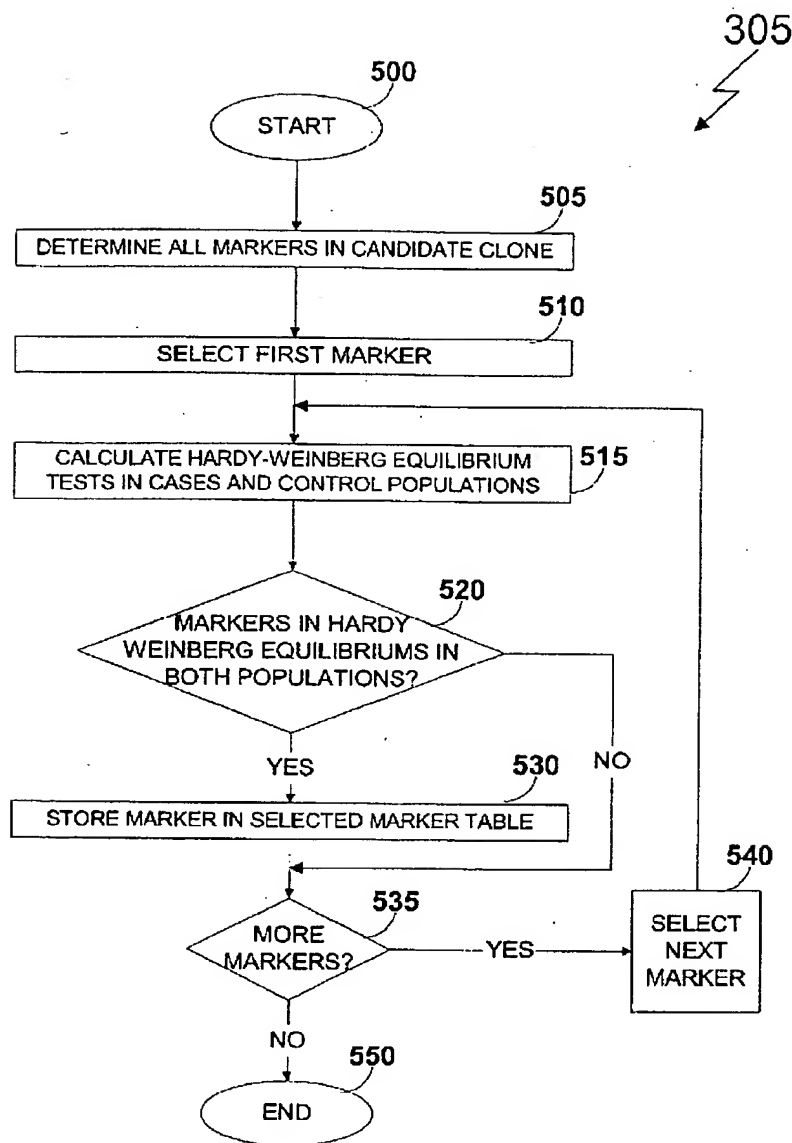 305
500
START
505
DETERMINE ALL MARKERS IN CANDIDATE CLONE
510
SELECT FIRST MARKER
CALCULATE HARDY-WEINBERG EQUILIBRIUM
TESTS IN CASES AND CONTROL POPULATIONS
515
520
MARKERS IN HARDY
WEINBERG EQUILIBRIUMS IN
BOTH POPULATIONS?
YES
NO
530
STORE MARKER IN SELECTED MARKER TABLE
535
MORE
MARKERS?
YES
540
SELECT
NEXT
MARKER
NO
550
END